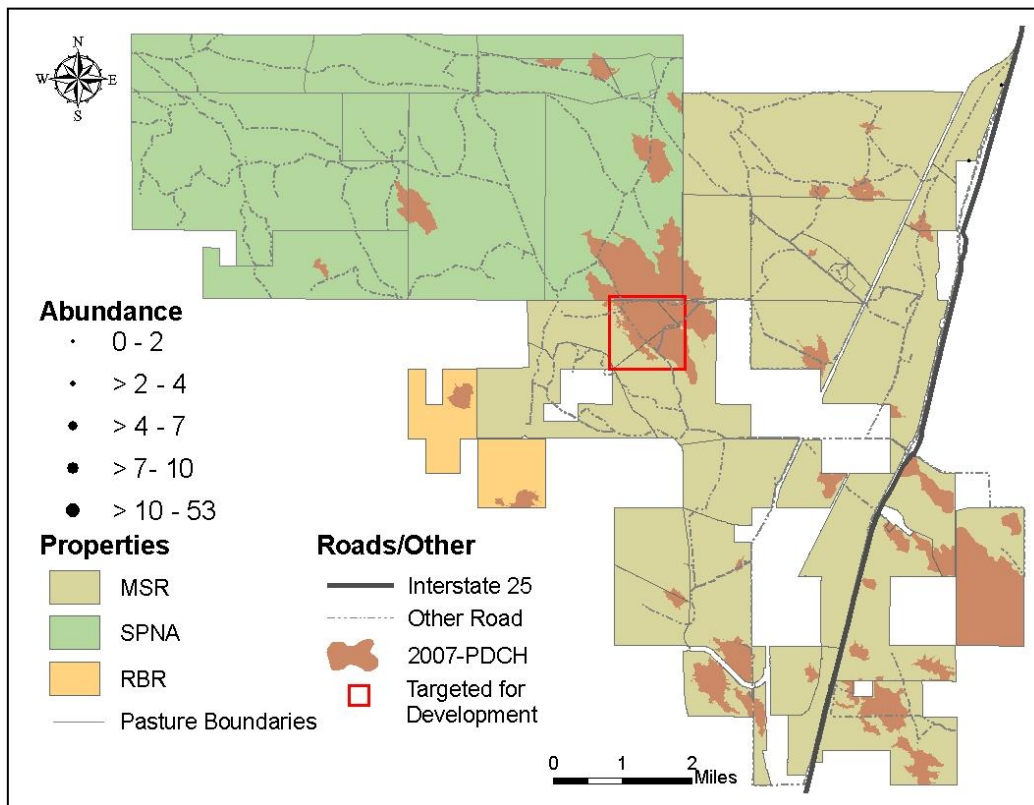 N
W E
S
Abundance
0 - 2
> 2 - 4
> 4 - 7
> 7- 10
> 10 - 53
Properties
MSR
SPNA
RBR
Pasture Boundaries
Roads/Other
Interstate 25
Other Road
2007-PDCH
Targeted for
Development
0 1 2
Miles